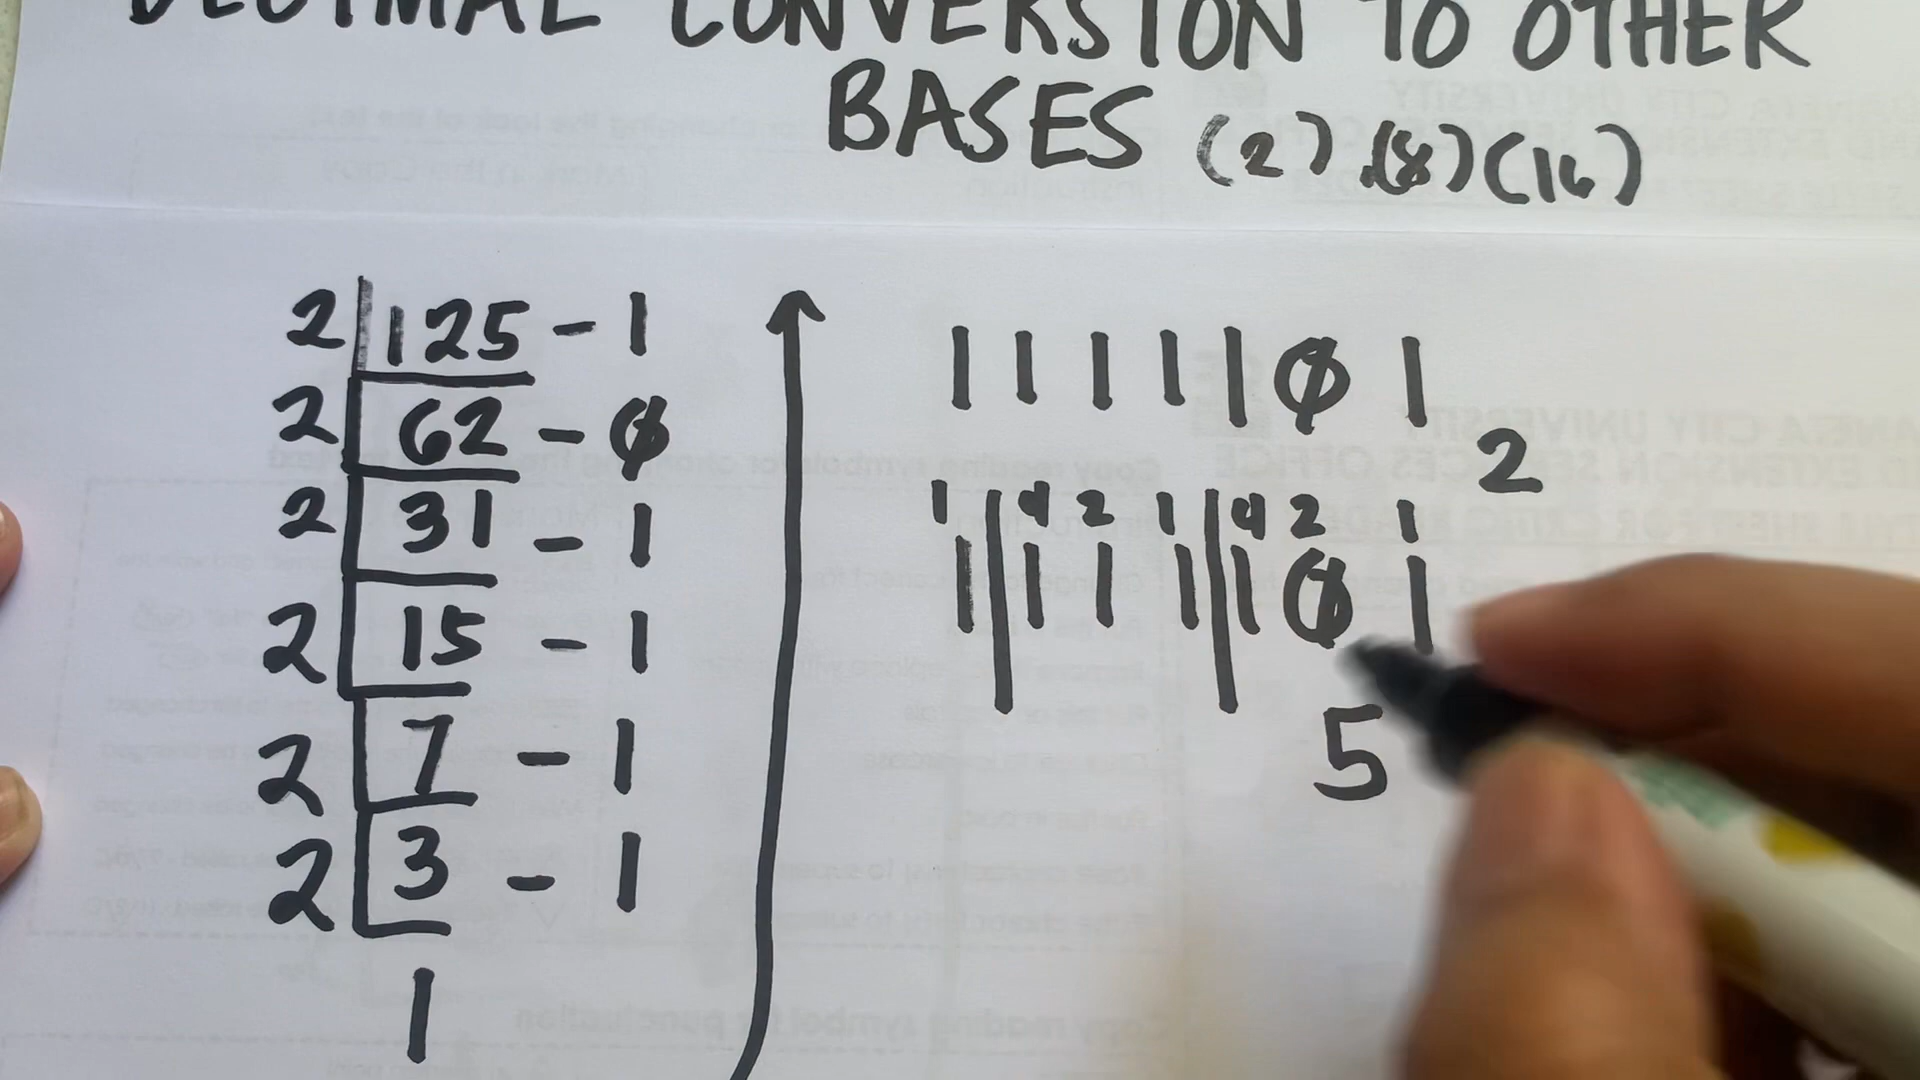 DECIMAL CONVERSION TO OTHER
BASES (2) (8) (16)
2 125 - 1
2 62 - 0
2 31 - 1
2 15 - 1
2 7 - 1
2 3 - 1
1
1 1 1 1 1 0 1 2
1 4 2 1 4 2 1
1 1 1 1 1 0 1
5